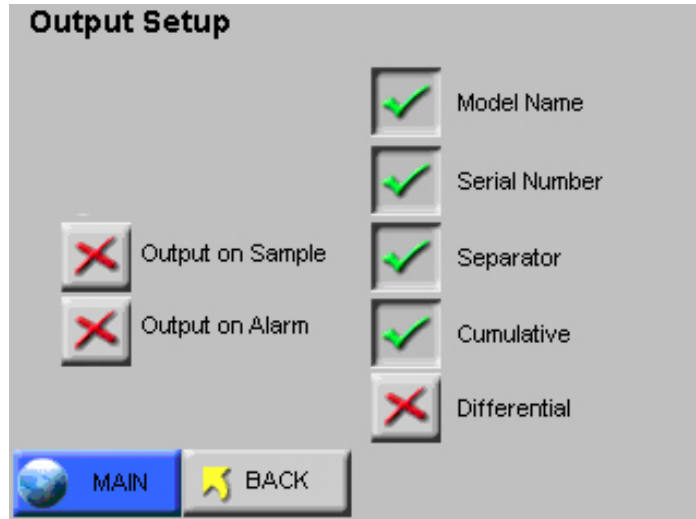 Output Setup
Model Name
Serial Number
Output on Sample
Separator
Output on Alarm
Cumulative
Differential
MAIN
BACK